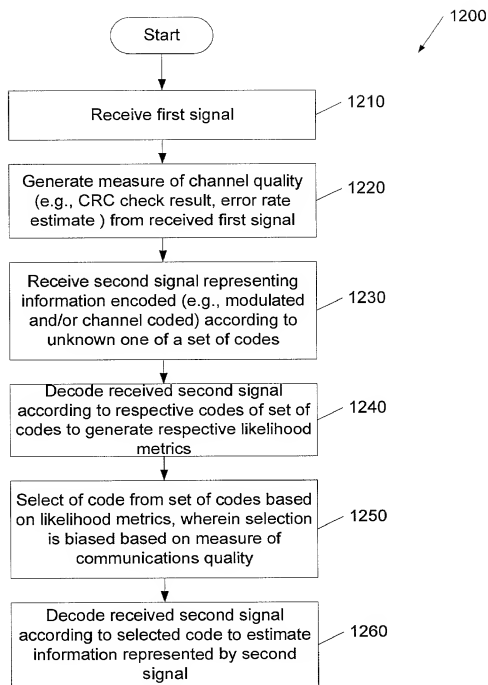 1200
Start
Receive first signal
1210
Generate measure of channel quality
(e.g., CRC check result, error rate
estimate ) from received first signal
1220
Receive second signal representing
information encoded (e.g., modulated
and/or channel coded) according to
unknown one of a set of codes
1230
Decode received second signal
according to respective codes of set of
codes to generate respective likelihood
metrics
1240
Select of code from set of codes based
on likelihood metrics, wherein selection
is biased based on measure of
communications quality
1250
Decode received second signal
according to selected code to estimate
information represented by second
signal
1260